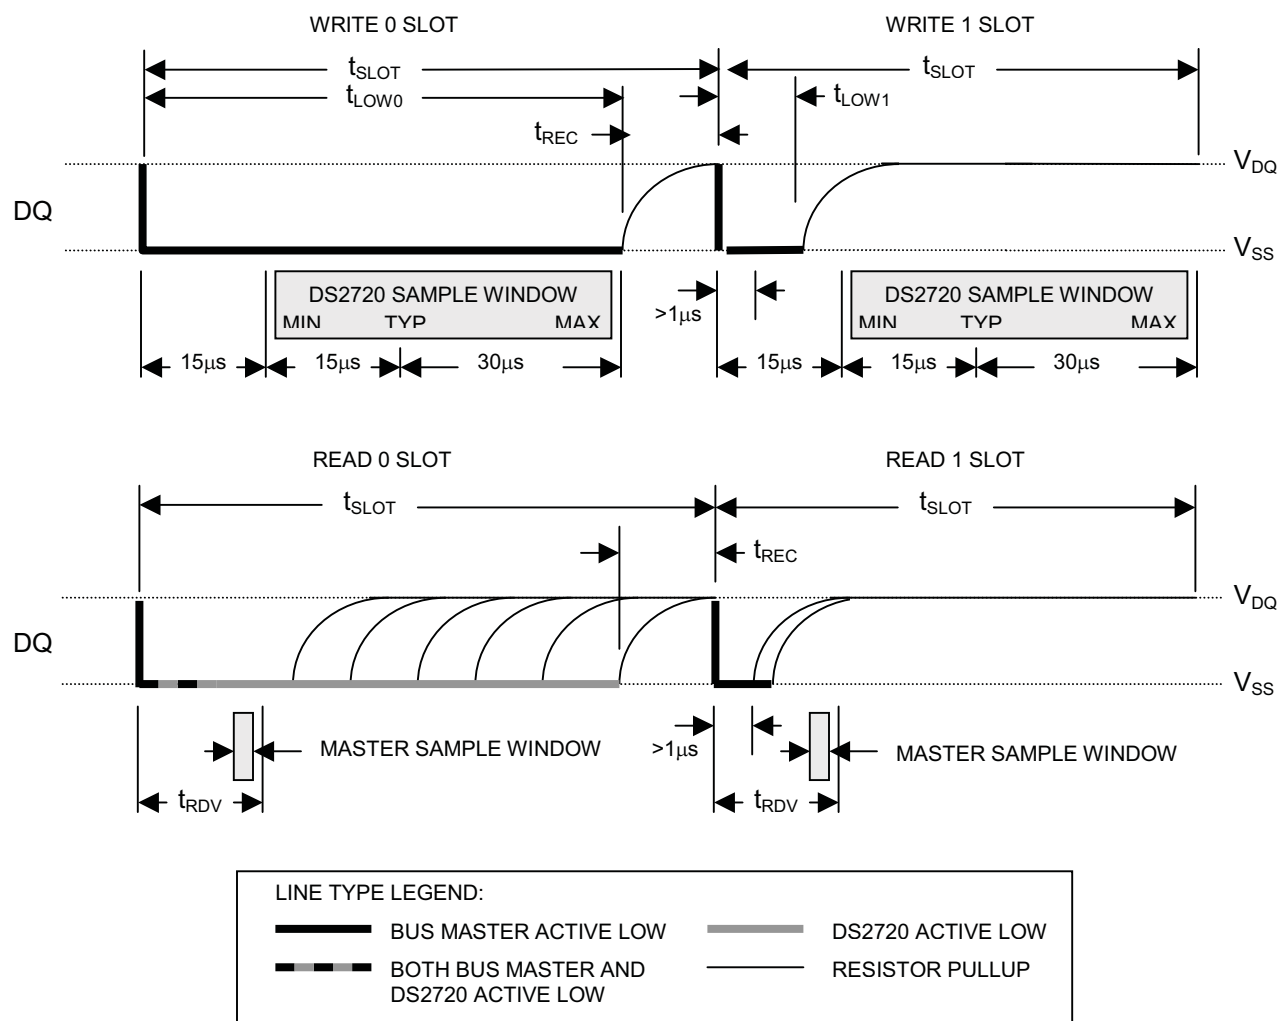 WRITE 0 SLOT
WRITE 1 SLOT
tSLOT
tSLOT
tLOW0
tLOW1
tREC
VDQ
DQ
VSS
DS2720 SAMPLE WINDOW
MIN TYP MAX
>1μs
DS2720 SAMPLE WINDOW
MIN TYP MAX
15μs 15μs 30μs
15μs 15μs 30μs
READ 0 SLOT
READ 1 SLOT
tSLOT
tSLOT
tREC
VDQ
DQ
VSS
MASTER SAMPLE WINDOW
>1μs
MASTER SAMPLE WINDOW
tRDV
tRDV
LINE TYPE LEGEND:
BUS MASTER ACTIVE LOW
DS2720 ACTIVE LOW
BOTH BUS MASTER AND
DS2720 ACTIVE LOW
RESISTOR PULLUP